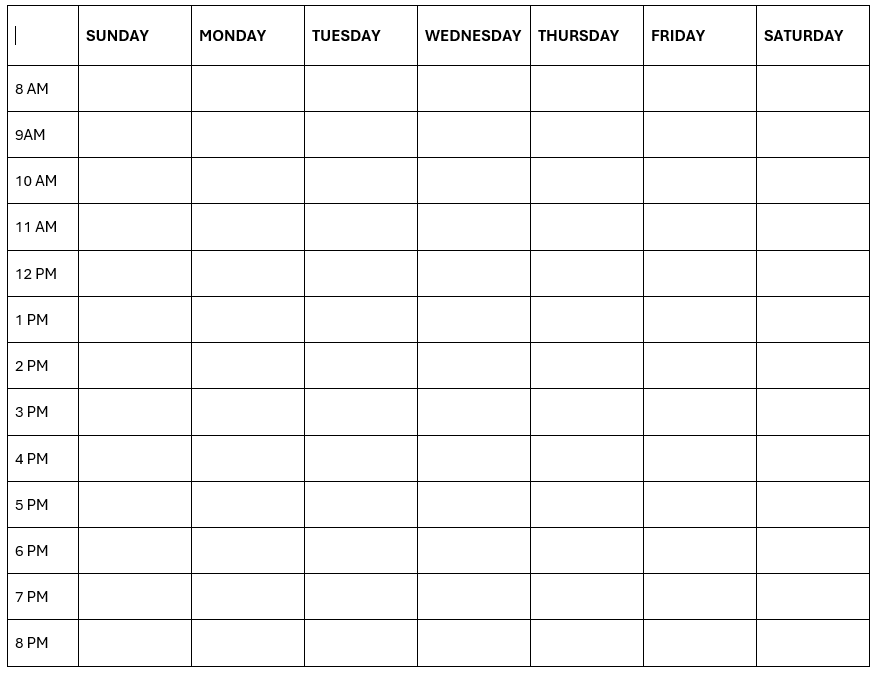 SUNDAY MONDAY TUESDAY WEDNESDAY THURSDAY FRIDAY SATURDAY
8 AM
9AM
10 AM
11 AM
12 PM
1 PM
2 PM
3 PM
4 PM
5 PM
6 PM
7 PM
8 PM